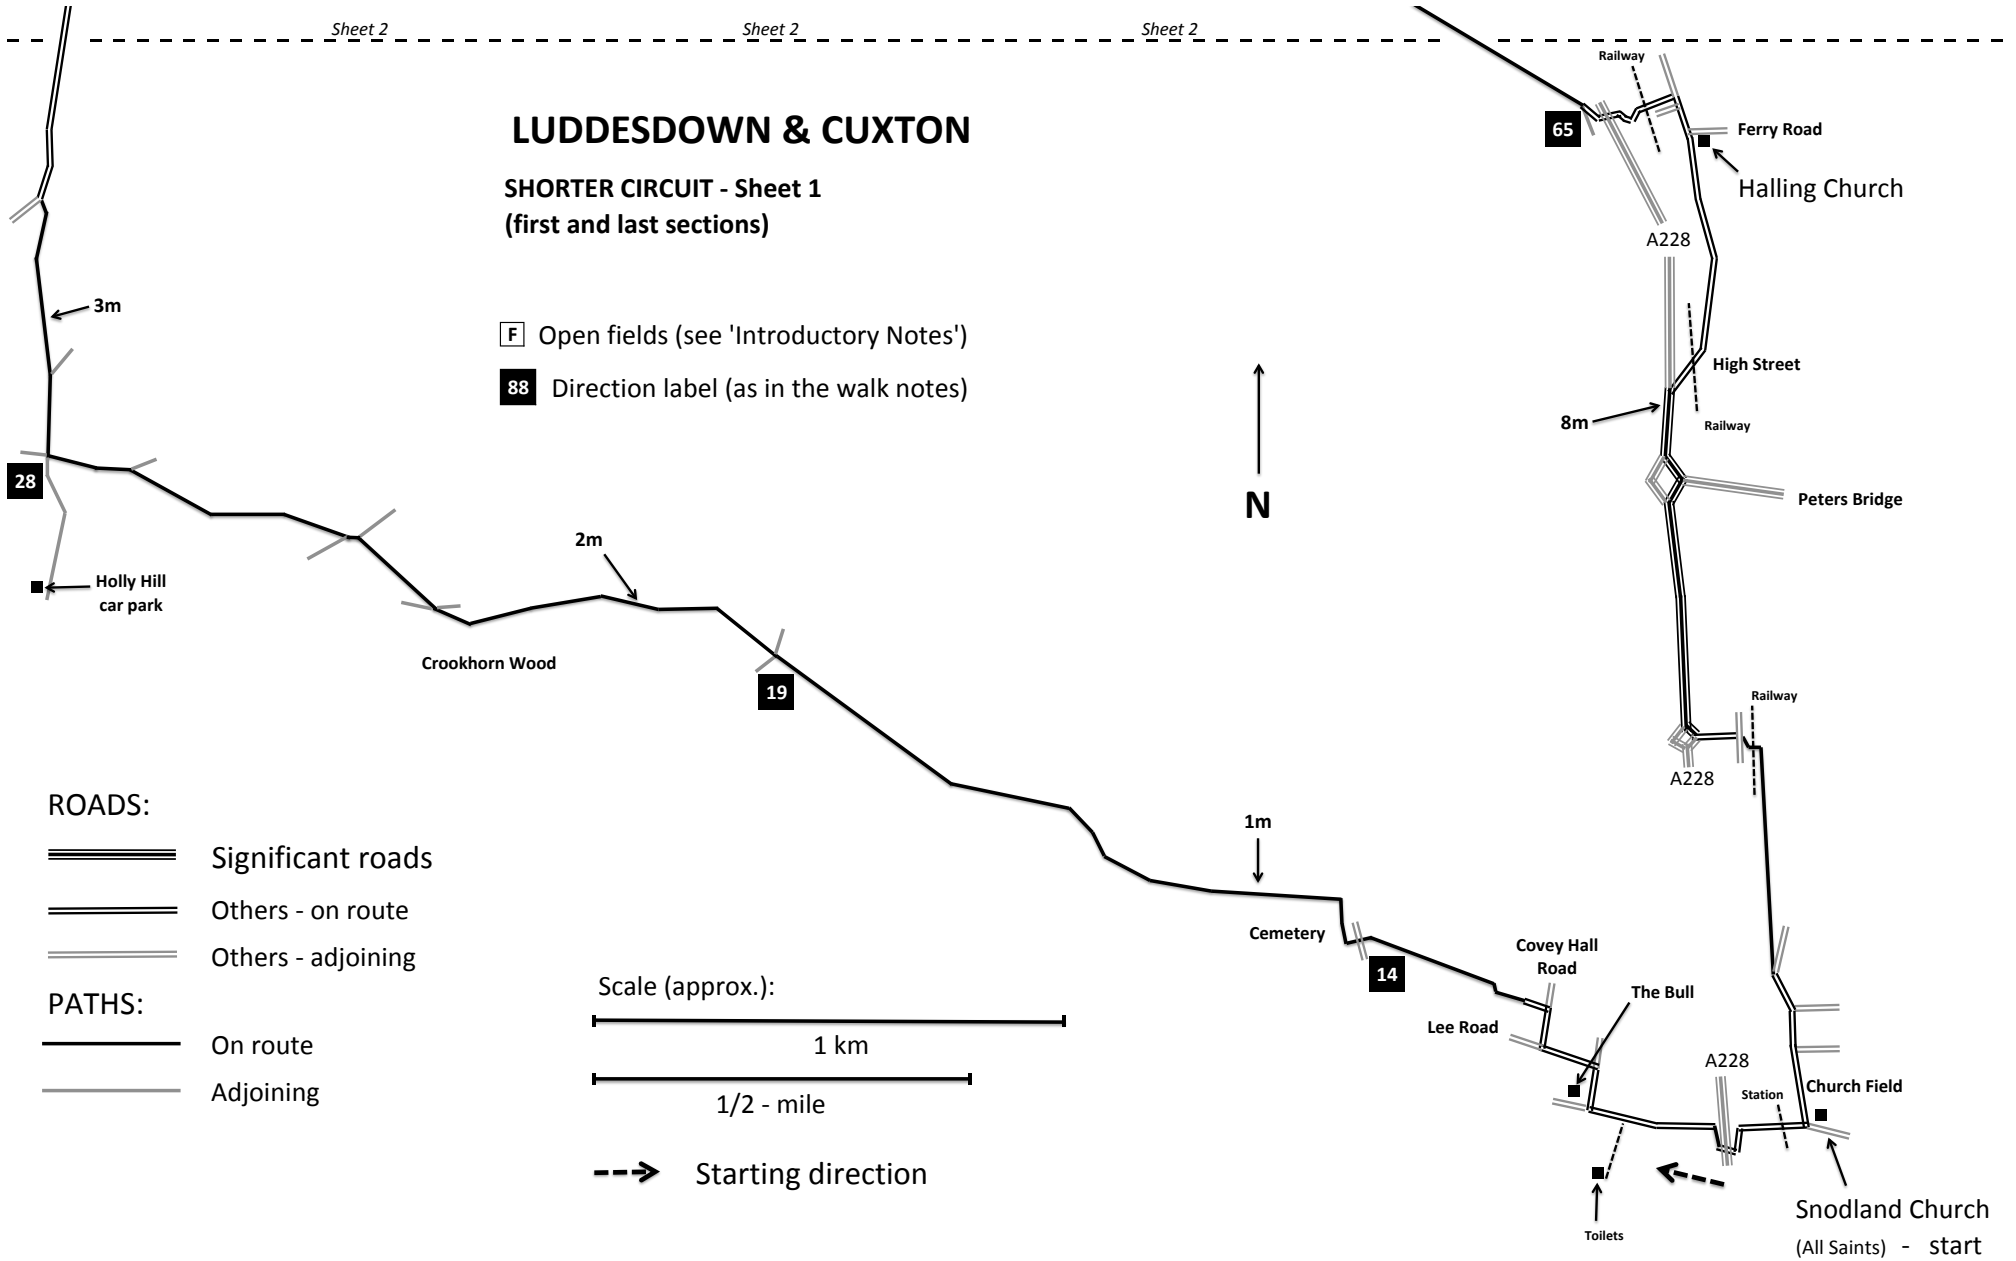 Sheet 2
Sheet 2
Sheet 2
Railway
LUDDESDOWN & CUXTON
65
Ferry Road
SHORTER CIRCUIT - Sheet 1
(first and last sections)
Halling Church
A228
3m
F Open fields (see 'Introductory Notes')
88 Direction label (as in the walk notes)
High Street
8m
Railway
28
N
Peters Bridge
2m
Holly Hill
car park
Crookhorn Wood
19
Railway
A228
ROADS:
Significant roads
Others - on route
Others - adjoining
PATHS:
On route
Adjoining
1m
Cemetery
14
Covey Hall
Road
The Bull
Lee Road
Scale (approx.):
1 km
1/2 - mile
Starting direction
A228
Station
Church Field
Toilets
Snodland Church
(All Saints) - start